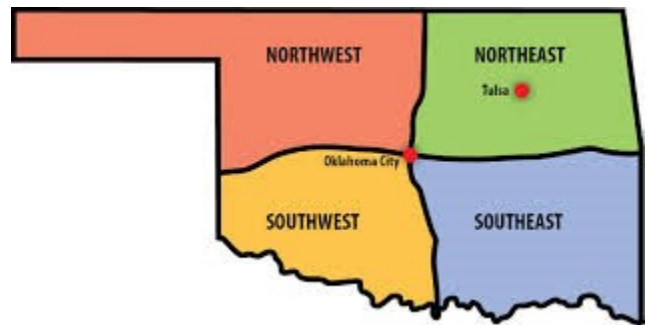 NORTHWEST
NORTHEAST
Tulsa
Oklahoma City
SOUTHWEST
SOUTHEAST